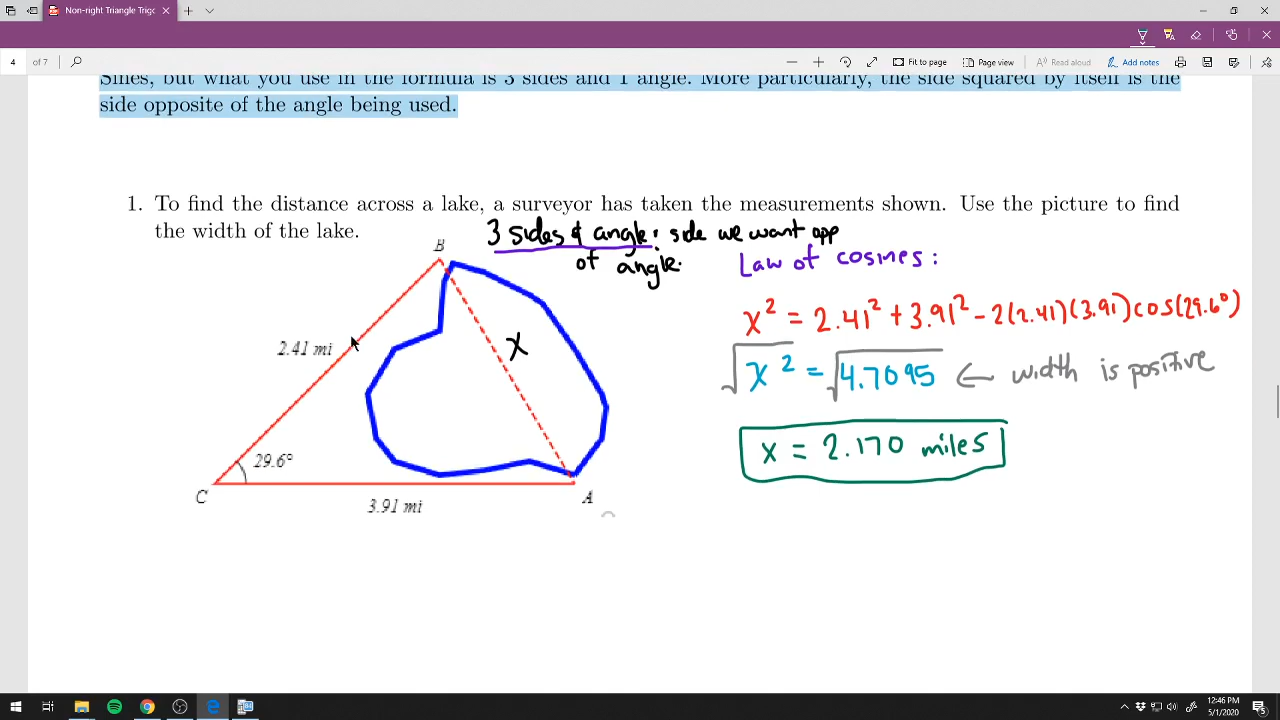 Non-right Triangle Trig
4 of 7
Fit to page
Page view
Read aloud
Add notes
Sines, but what you use in the formula is 3 sides and 1 angle. More particularly, the side squared by itself is the
side opposite of the angle being used.
1. To find the distance across a lake, a surveyor has taken the measurements shown. Use the picture to find
the width of the lake.
3 sides & angle: side we want opp
of angle.
Law of cosines:
B
2.41 mi
x
29.6°
C
3.91 mi
A
x² = 2.41² + 3.91² - 2(2.41)(3.91)cos(29.6°)
√x² = √4.7095 ← width is positive
x = 2.170 miles
12:46 PM
5/1/2020